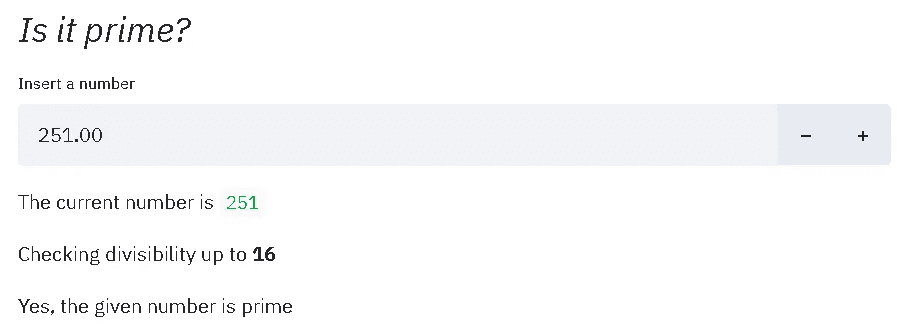 Is it prime?
Insert a number
251.00 − +
The current number is 251
Checking divisibility up to 16
Yes, the given number is prime